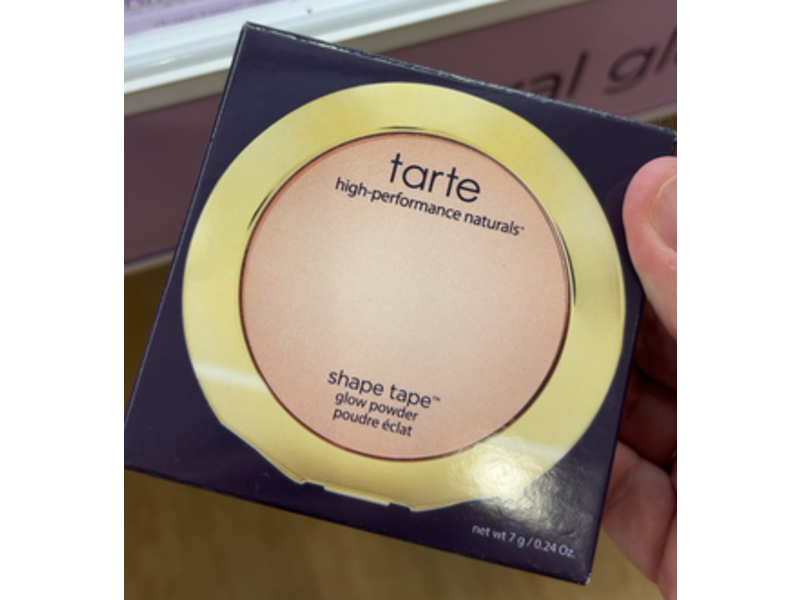 tarte
high-performance naturals™
shape tape™
glow powder
poudre éclat
net wt 7 g / 0.24 Oz.